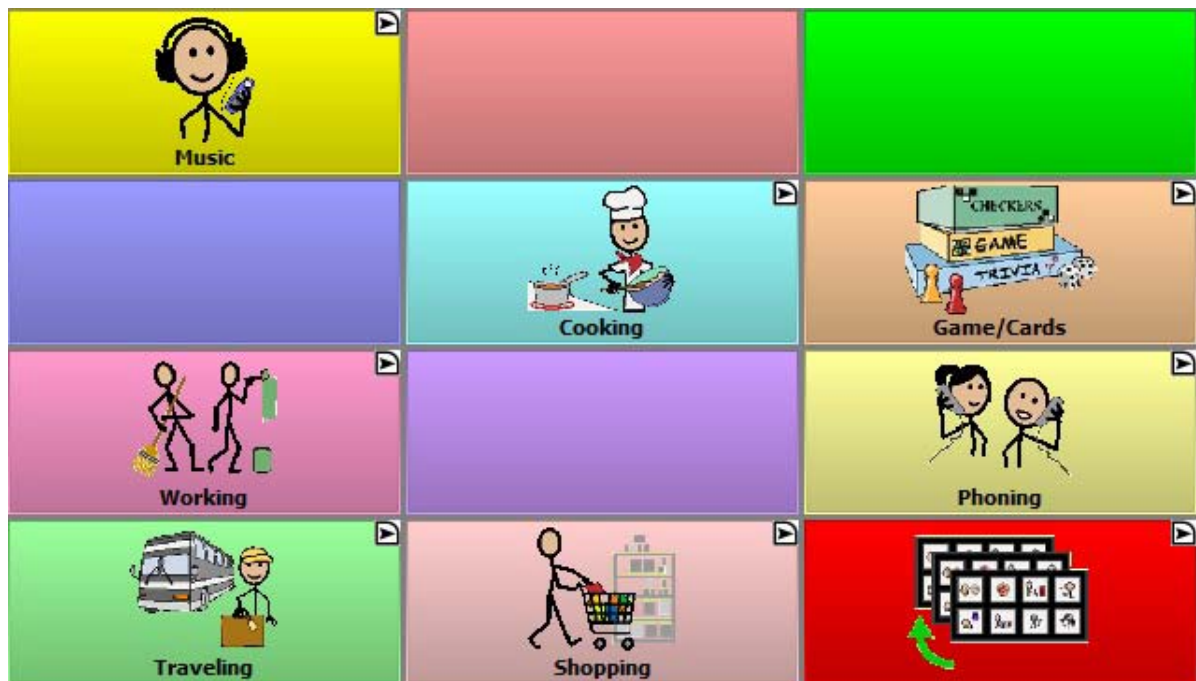 Music
CHECKERS
GAME
TRIVIA
Cooking
Game/Cards
Working
Phoning
Traveling
Shopping